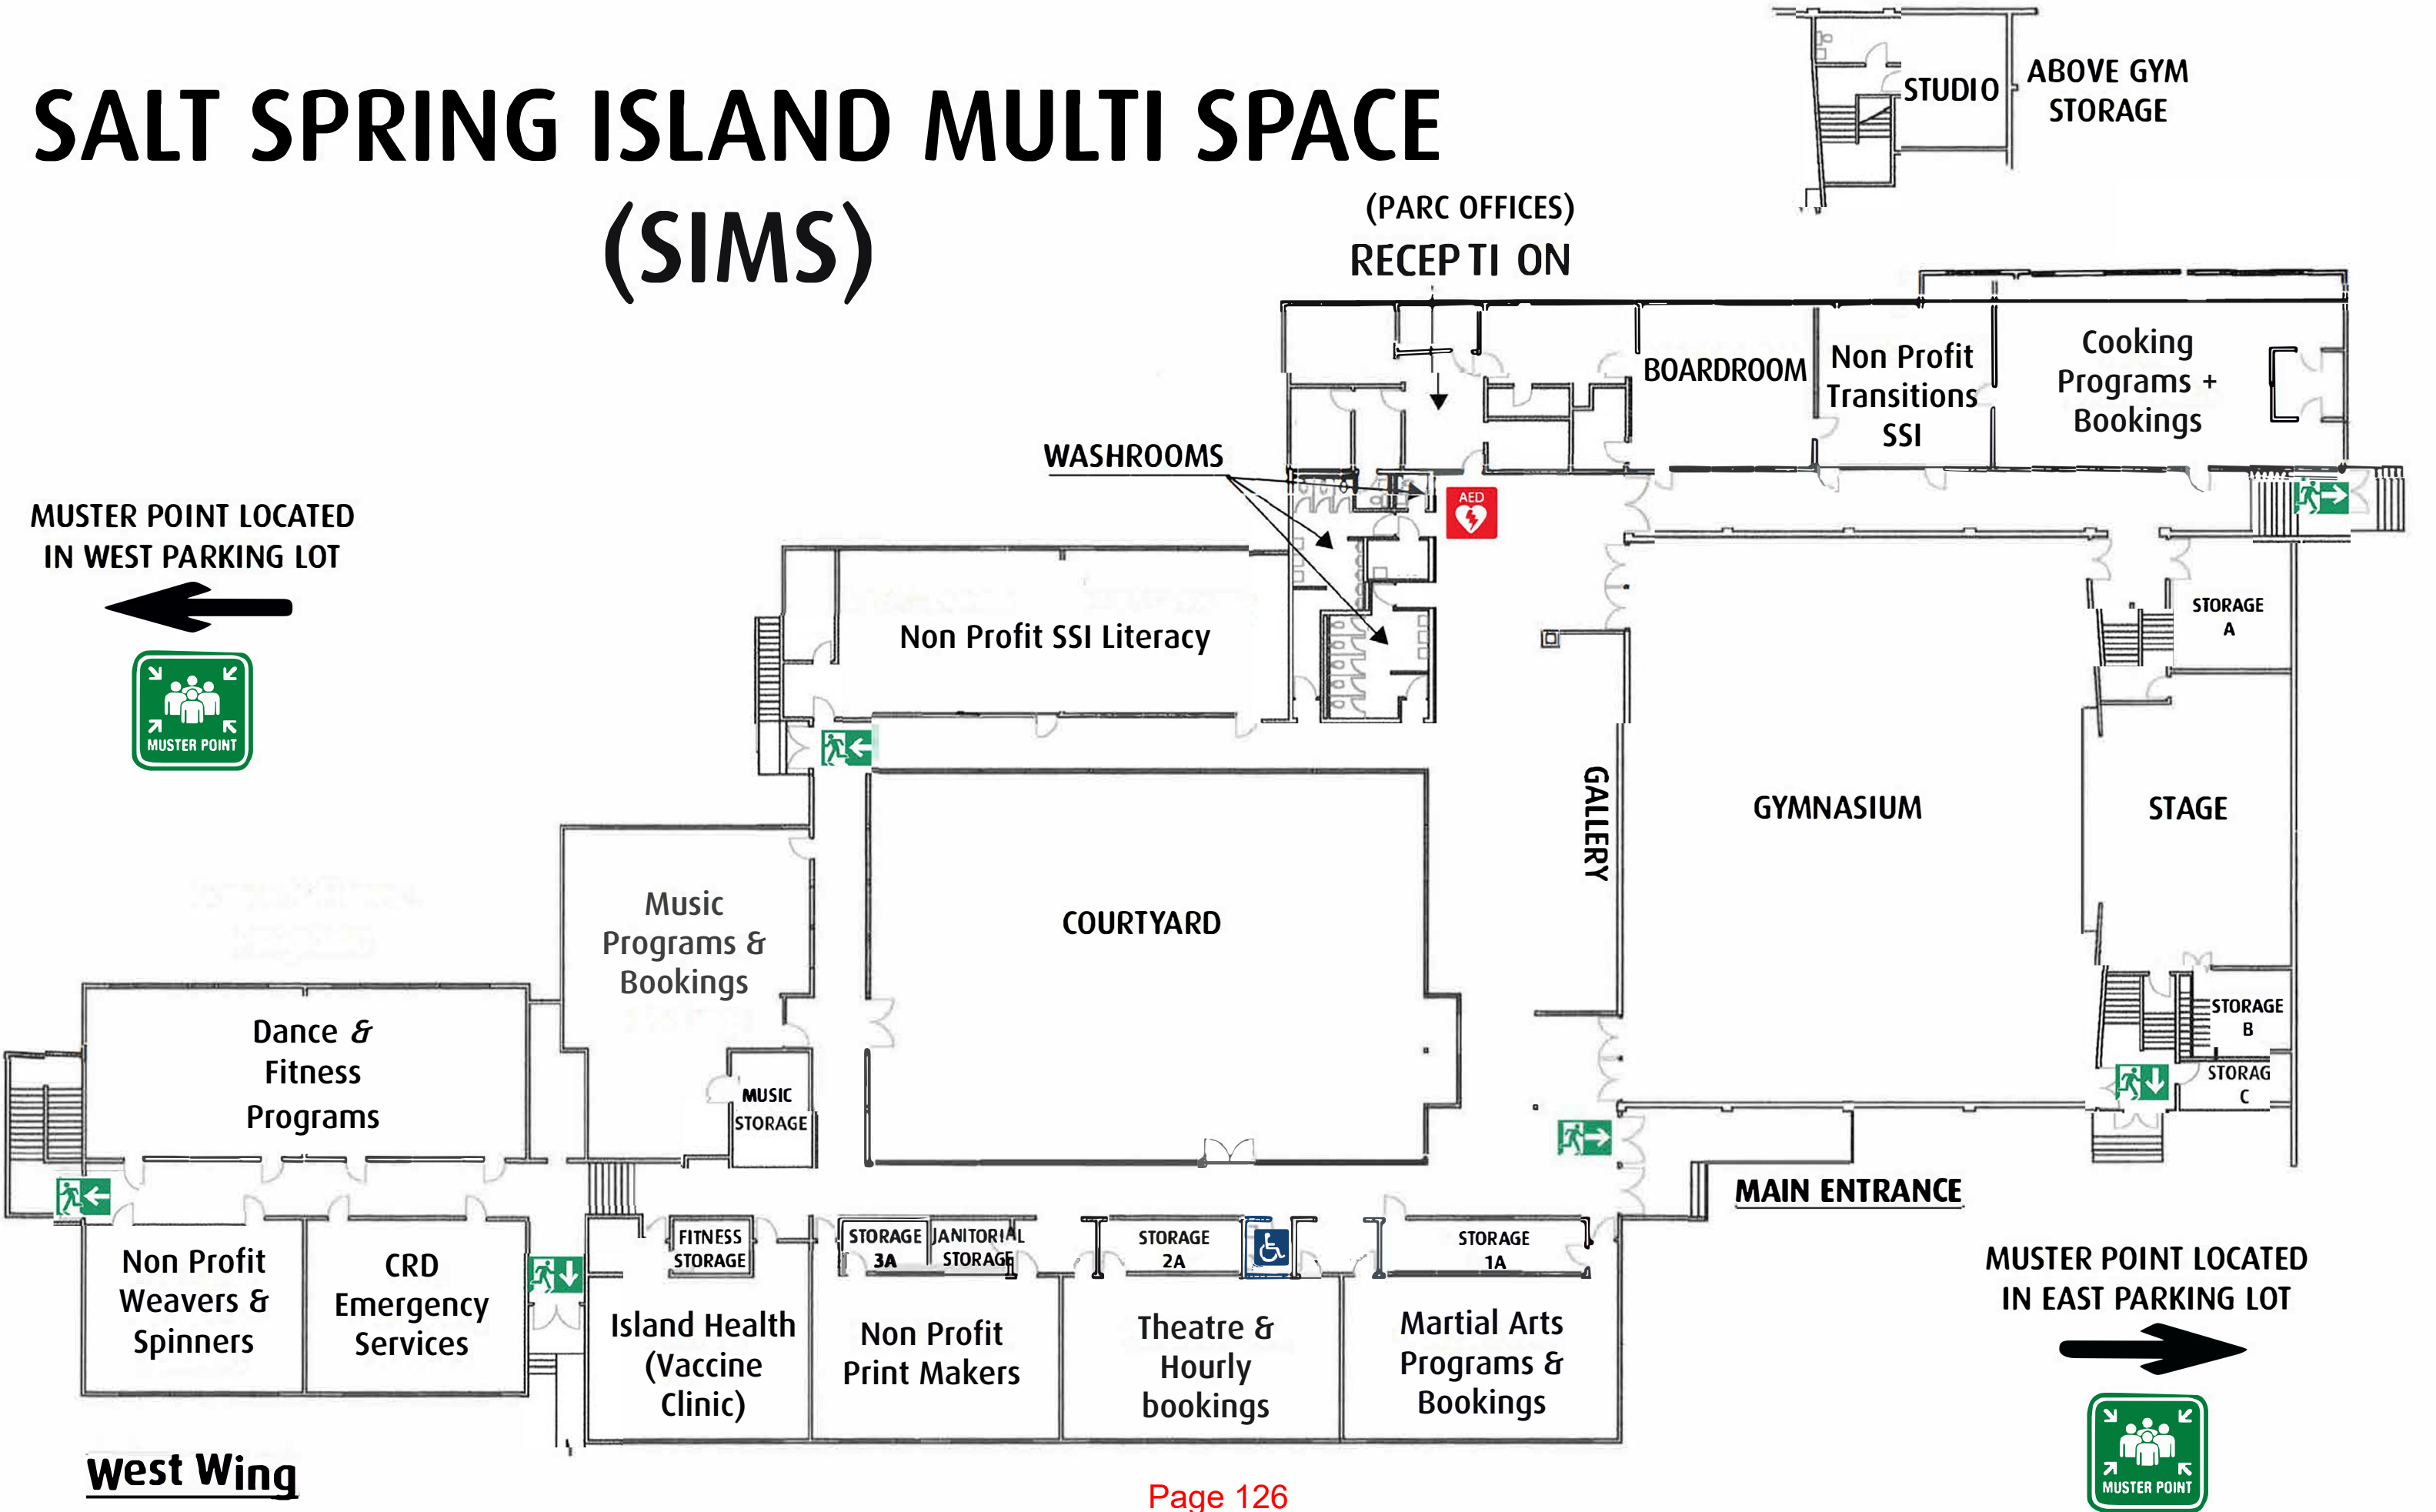 SALT SPRING ISLAND MULTI SPACE
(SIMS)
STUDIO
ABOVE GYM
STORAGE
(PARC OFFICES)
RECEPTION
BOARDROOM
Non Profit
Transitions
SSI
Cooking
Programs +
Bookings
WASHROOMS
AED
MUSTER POINT LOCATED
IN WEST PARKING LOT
MUSTER POINT
Non Profit SSI Literacy
STORAGE
A
GALLERY
GYMNASIUM
STAGE
COURTYARD
Music
Programs &
Bookings
MUSIC
STORAGE
Dance &
Fitness
Programs
STORAGE
B
STORAG
C
MAIN ENTRANCE
Non Profit
Weavers &
Spinners
CRD
Emergency
Services
FITNESS
STORAGE
Island Health
(Vaccine
Clinic)
STORAGE
3A
JANITORIAL
STORAGE
Non Profit
Print Makers
STORAGE
2A
Theatre &
Hourly
bookings
STORAGE
1A
Martial Arts
Programs &
Bookings
MUSTER POINT LOCATED
IN EAST PARKING LOT
MUSTER POINT
West Wing
Page 126